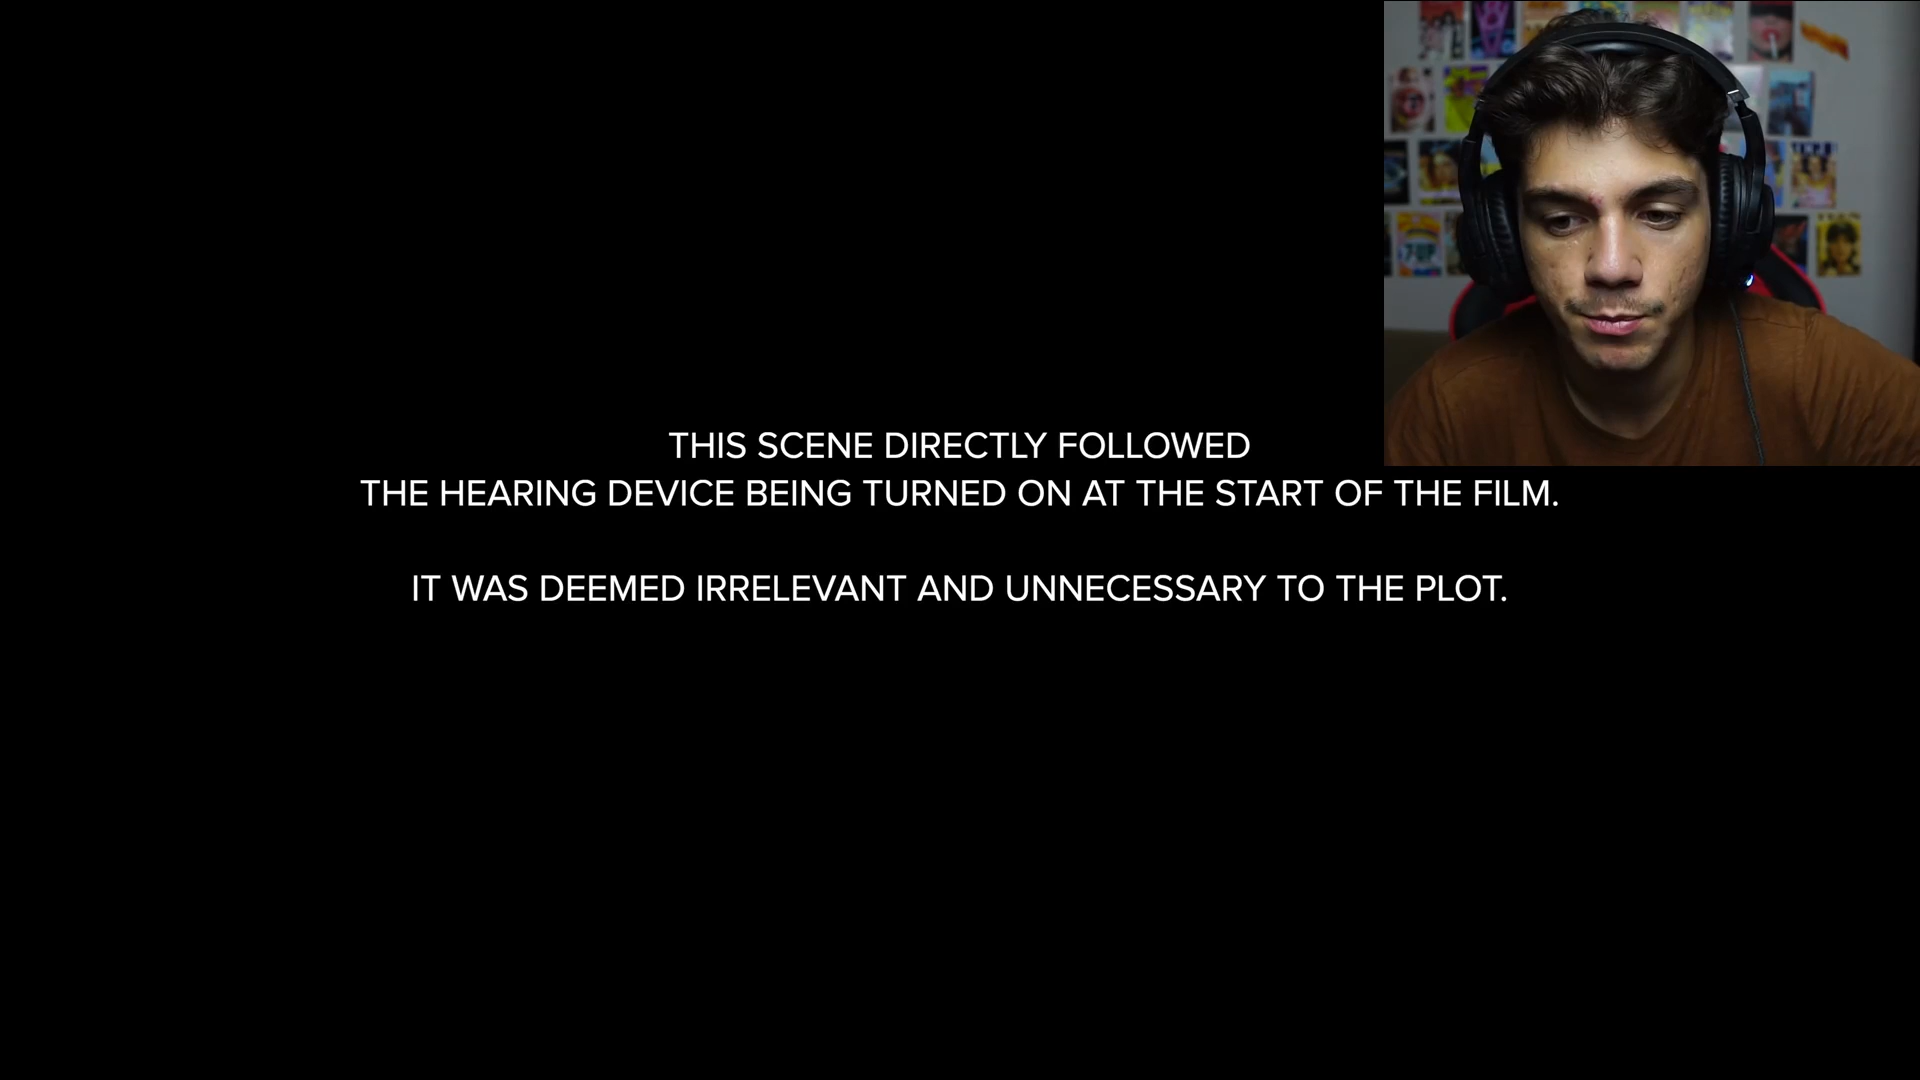 THIS SCENE DIRECTLY FOLLOWED
THE HEARING DEVICE BEING TURNED ON AT THE START OF THE FILM.
IT WAS DEEMED IRRELEVANT AND UNNECESSARY TO THE PLOT.
7UP